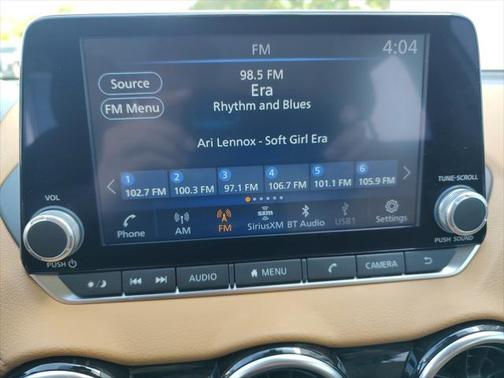 FM
4:04
Source
98.5 FM
Era
FM Menu
Rhythm and Blues
Ari Lennox - Soft Girl Era
1 2 3 4 5 6
102.7 FM 100.3 FM 97.1 FM 106.7 FM 101.1 FM 105.9 FM
VOL
TUNE·SCROLL
Phone AM FM sxm SiriusXM BT Audio USB1 Settings
PUSH
PUSH SOUND
AUDIO MENU CAMERA